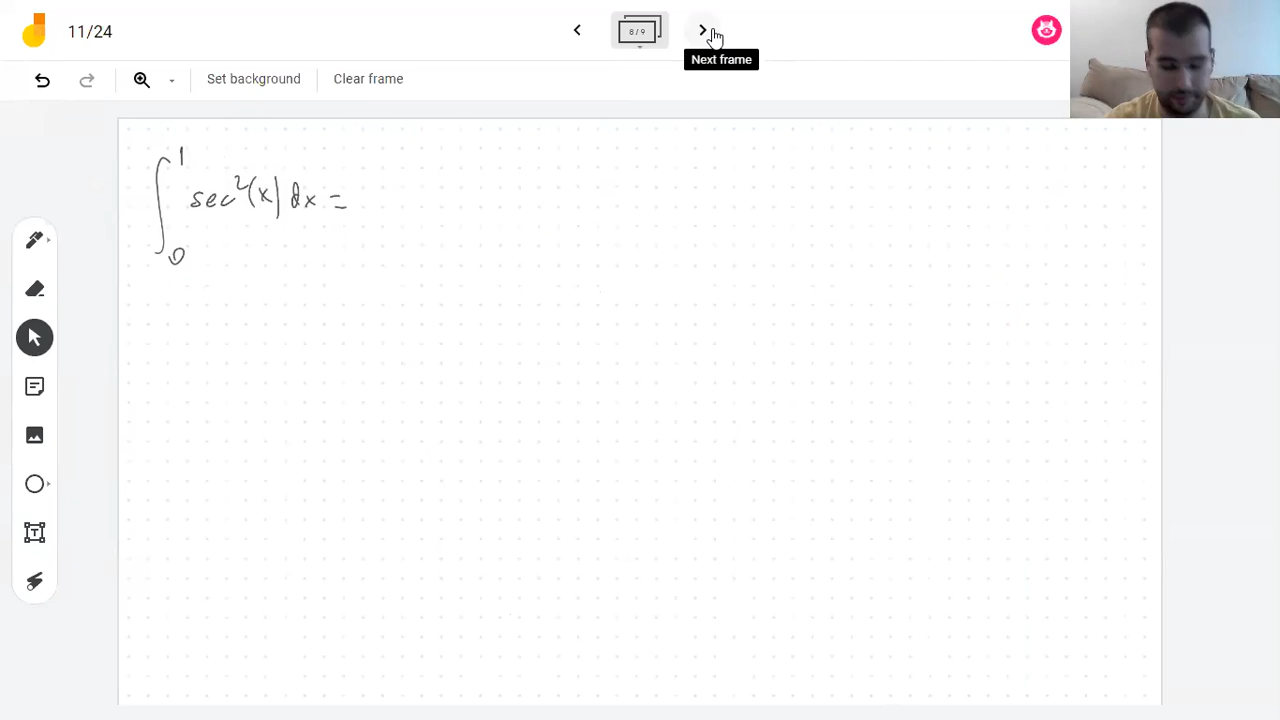 11/24
8 / 9
Next frame
Set background
Clear frame
∫₀¹ sec²(x) dx =